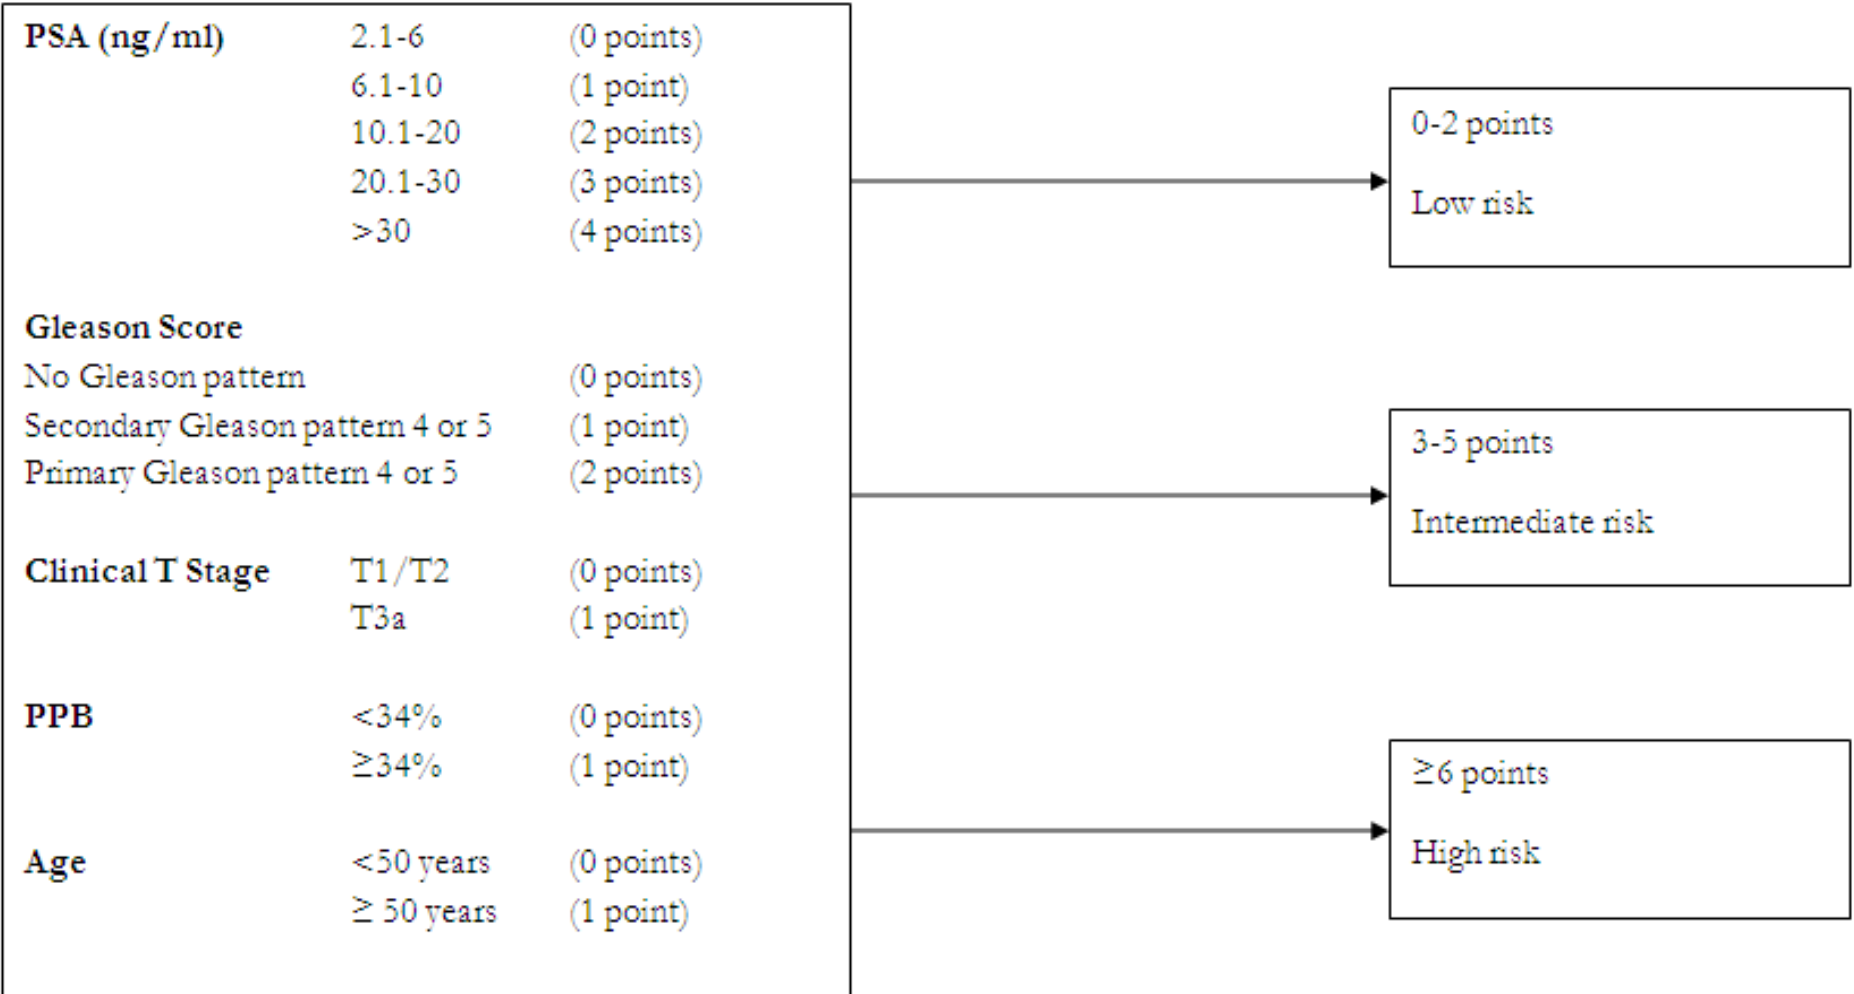 PSA (ng/ml) 2.1-6 (0 points)
6.1-10 (1 point)
10.1-20 (2 points)
20.1-30 (3 points)
>30 (4 points)
Gleason Score
No Gleason pattern (0 points)
Secondary Gleason pattern 4 or 5 (1 point)
Primary Gleason pattern 4 or 5 (2 points)
Clinical T Stage T1/T2 (0 points)
T3a (1 point)
PPB <34% (0 points)
≥34% (1 point)
Age <50 years (0 points)
≥ 50 years (1 point)
0-2 points
Low risk
3-5 points
Intermediate risk
≥6 points
High risk